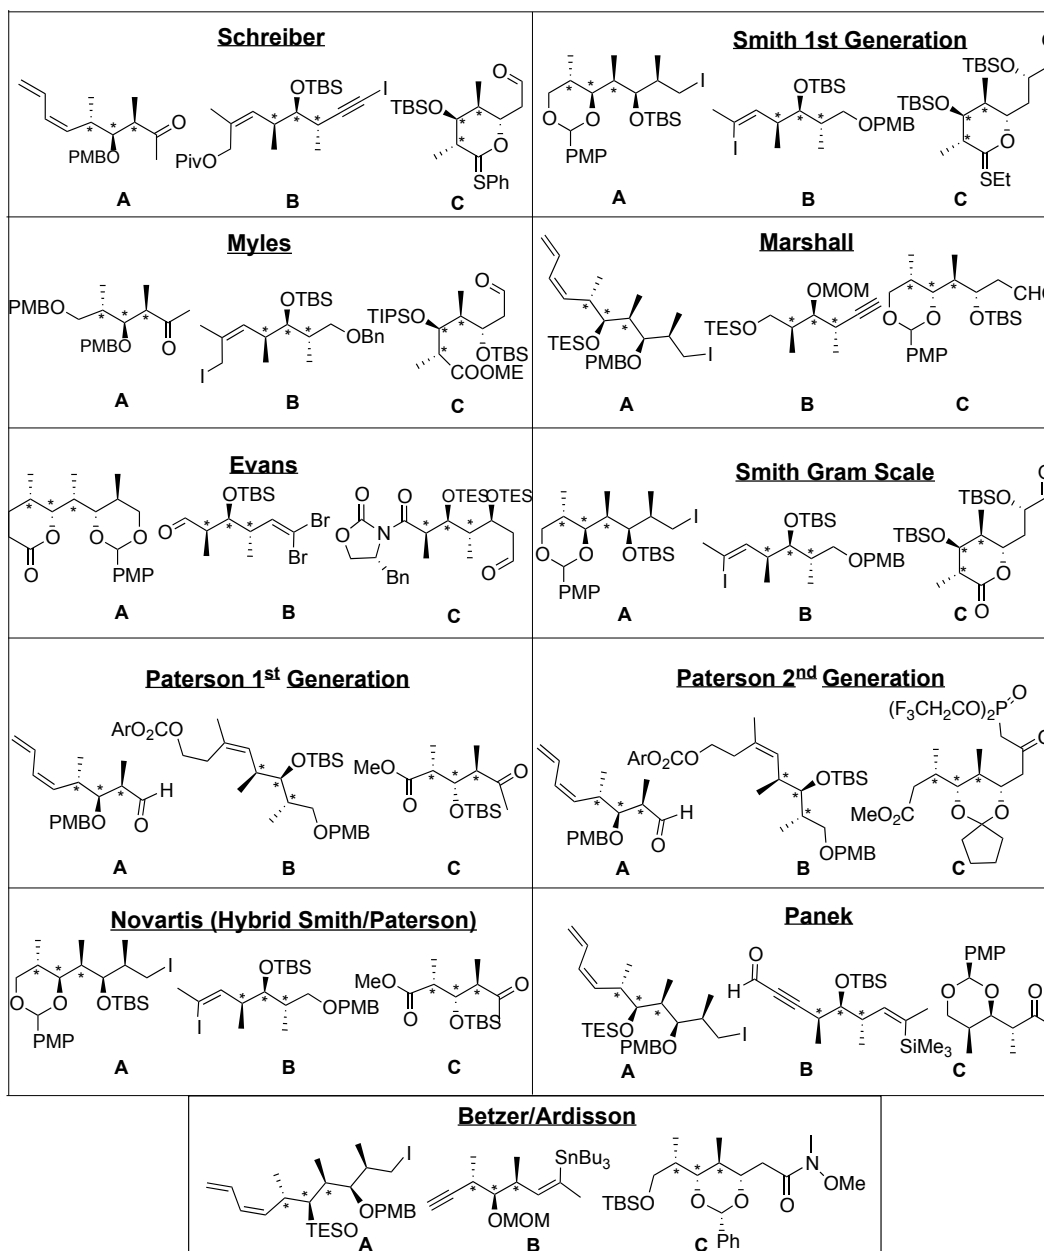 Schreiber
PMBO
O
A
OTBS
I
PivO
B
O
TBSO
O
SPh
C
Smith 1st Generation
I
O
O
OTBS
PMP
A
OTBS
OPMB
I
B
TBSO
TBSO
O
SEt
C
Myles
PMBO
PMBO
O
A
OTBS
OBn
I
B
O
TIPSO
OTBS
COOME
C
Marshall
TESO
PMBO
I
A
OMOM
TESO
B
O
O
CHO
OTBS
PMP
C
Evans
O
O
O
PMP
A
OTBS
O
Br
Br
B
O
O
OTES
OTES
O
N
O
Bn
C
Smith Gram Scale
I
O
O
OTBS
PMP
A
OTBS
OPMB
I
B
O
TBSO
TBSO
O
O
C
Paterson 1st Generation
H
PMBO
O
A
ArO2CO
OTBS
OPMB
B
MeO
O
OTBS
O
C
Paterson 2nd Generation
H
PMBO
O
A
ArO2CO
OTBS
OPMB
B
(F3CH2CO)2P
O
O
MeO2C
O
O
C
Novartis (Hybrid Smith/Paterson)
I
O
O
OTBS
PMP
A
OTBS
OPMB
I
B
MeO
O
OTBS
O
C
Panek
TESO
PMBO
I
A
O
OTBS
SiMe3
B
PMP
O
O
C
Betzer/Ardisson
I
OPMB
TESO
A
SnBu3
OMOM
B
TBSO
O
O
Ph
O
N
OMe
C